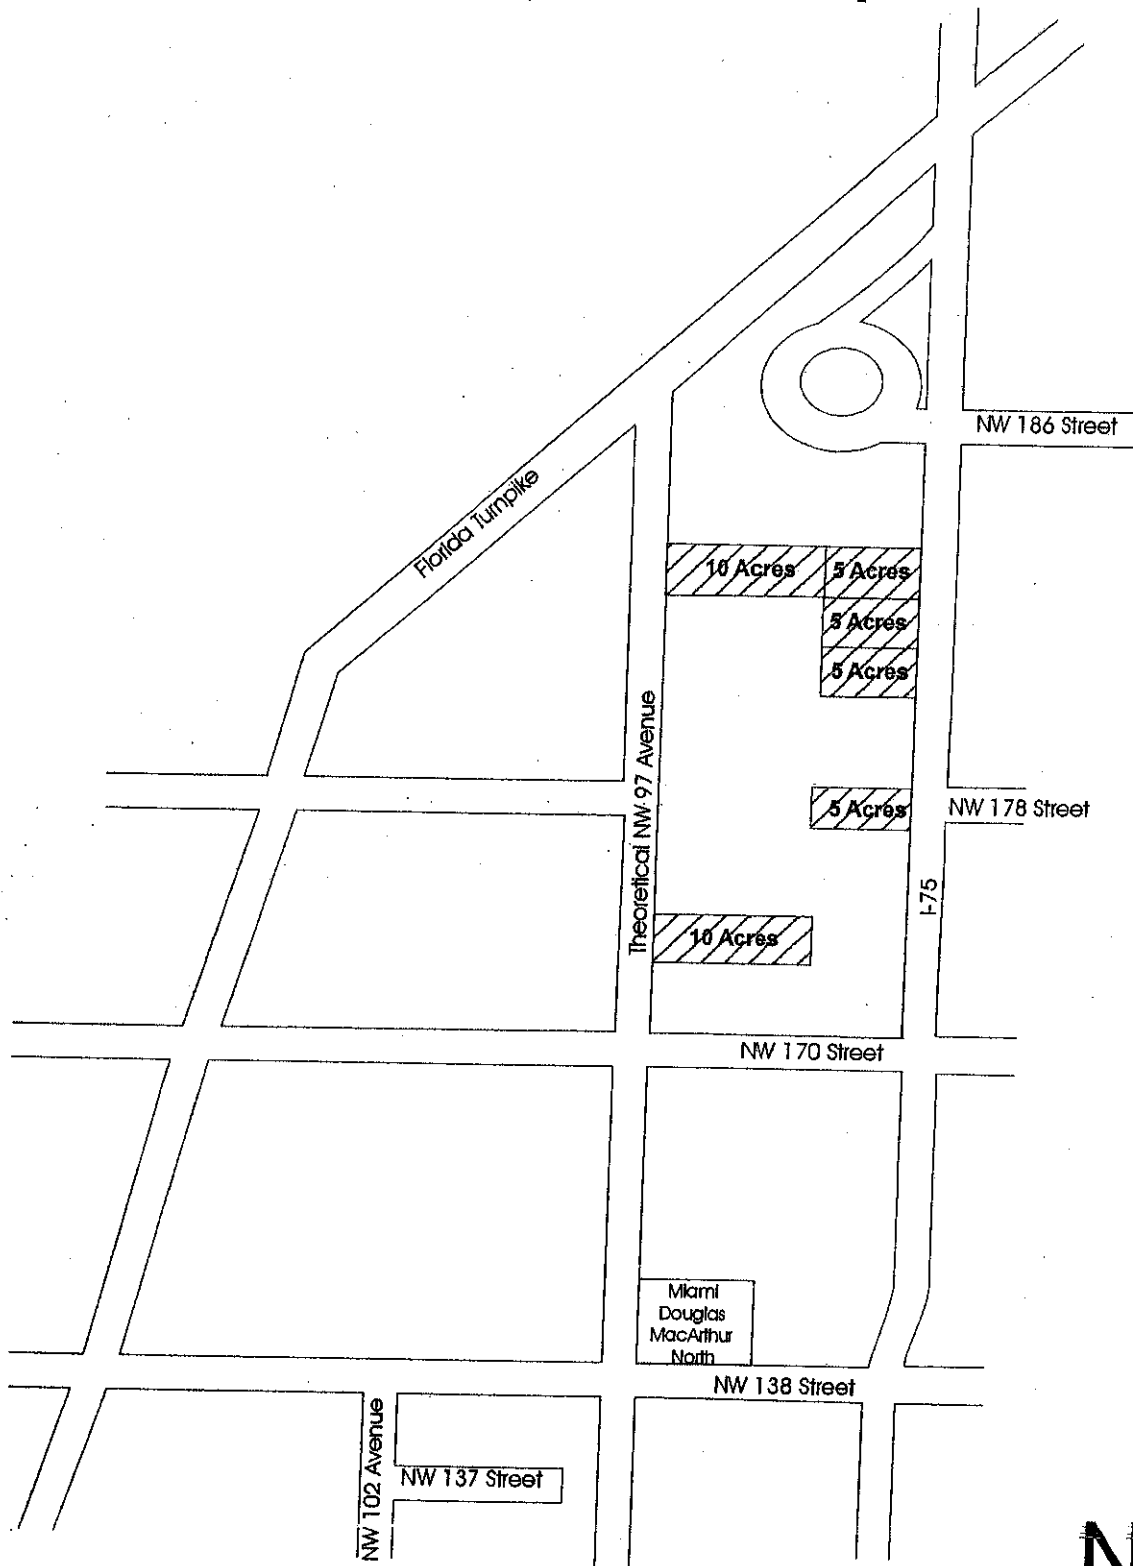 NW 186 Street
Florida Turnpike
10 Acres
5 Acres
5 Acres
5 Acres
Theoretical NW 97 Avenue
5 Acres
NW 178 Street
I-75
10 Acres
NW 170 Street
Miami
Douglas
MacArthur
North
NW 138 Street
NW 102 Avenue
NW 137 Street
N